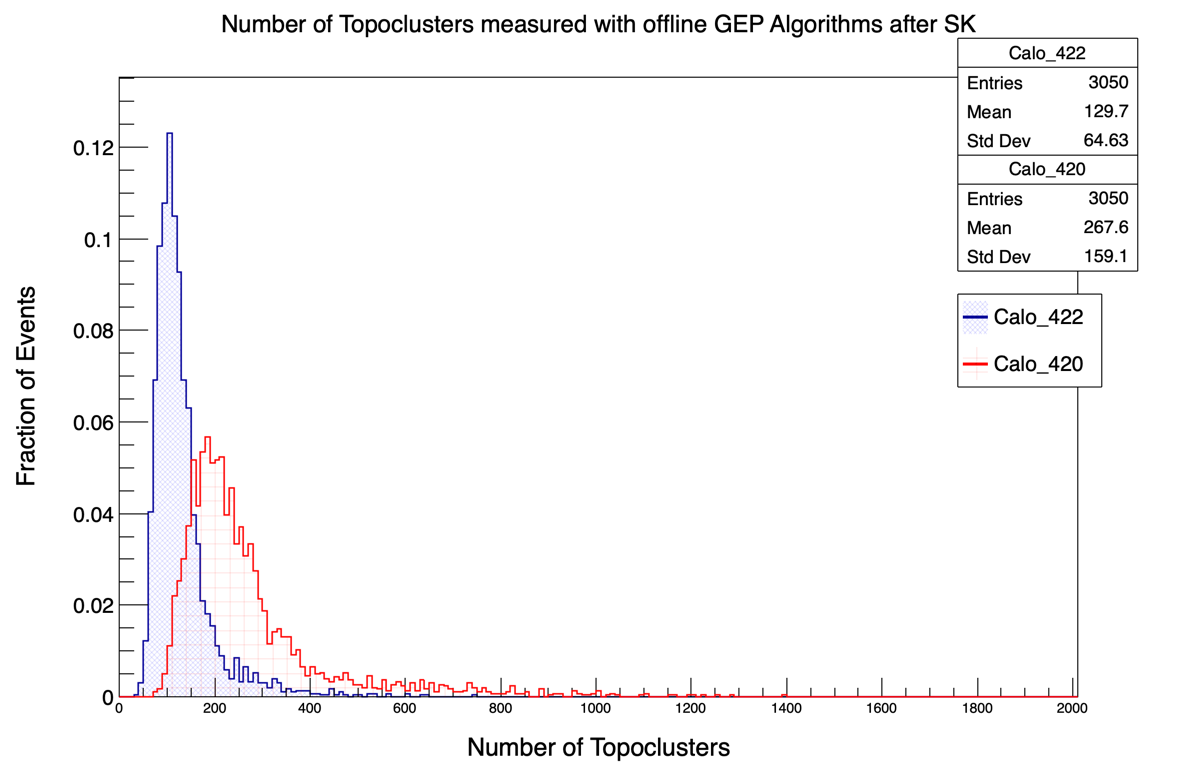 Number of Topoclusters measured with offline GEP Algorithms after SK
Calo_422
Entries 3050
Mean 129.7
Std Dev 64.63
Calo_420
Entries 3050
Mean 267.6
Std Dev 159.1
Calo_422
Calo_420
Fraction of Events
0.12
0.1
0.08
0.06
0.04
0.02
0
0 200 400 600 800 1000 1200 1400 1600 1800 2000
Number of Topoclusters